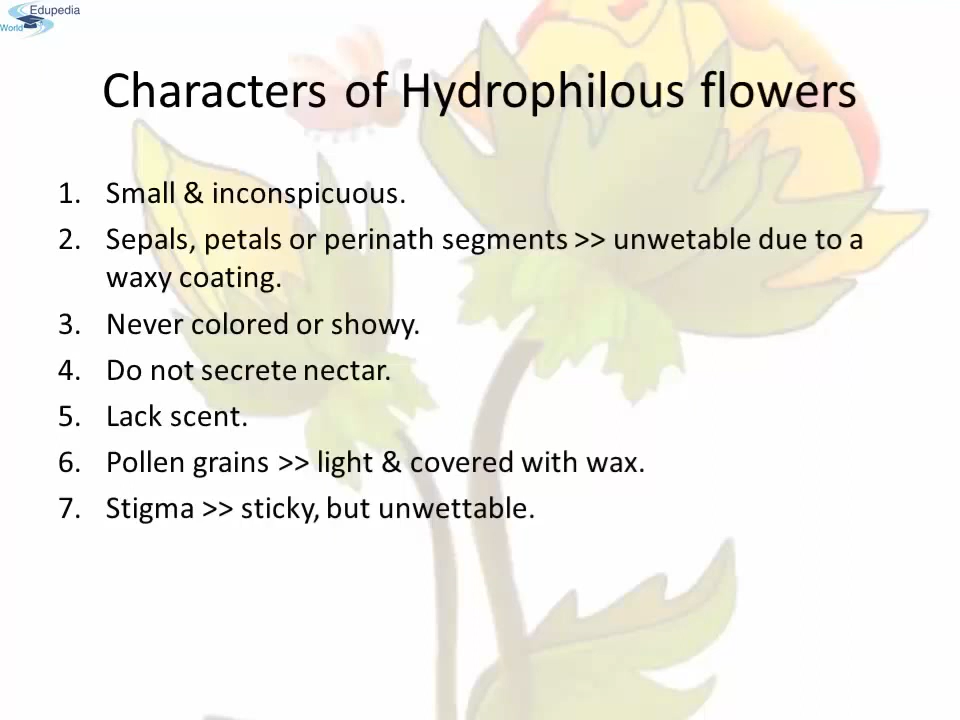 Edupedia
World
Characters of Hydrophilous flowers
1. Small & inconspicuous.
2. Sepals, petals or perinath segments >> unwetable due to a
waxy coating.
3. Never colored or showy.
4. Do not secrete nectar.
5. Lack scent.
6. Pollen grains >> light & covered with wax.
7. Stigma >> sticky, but unwettable.